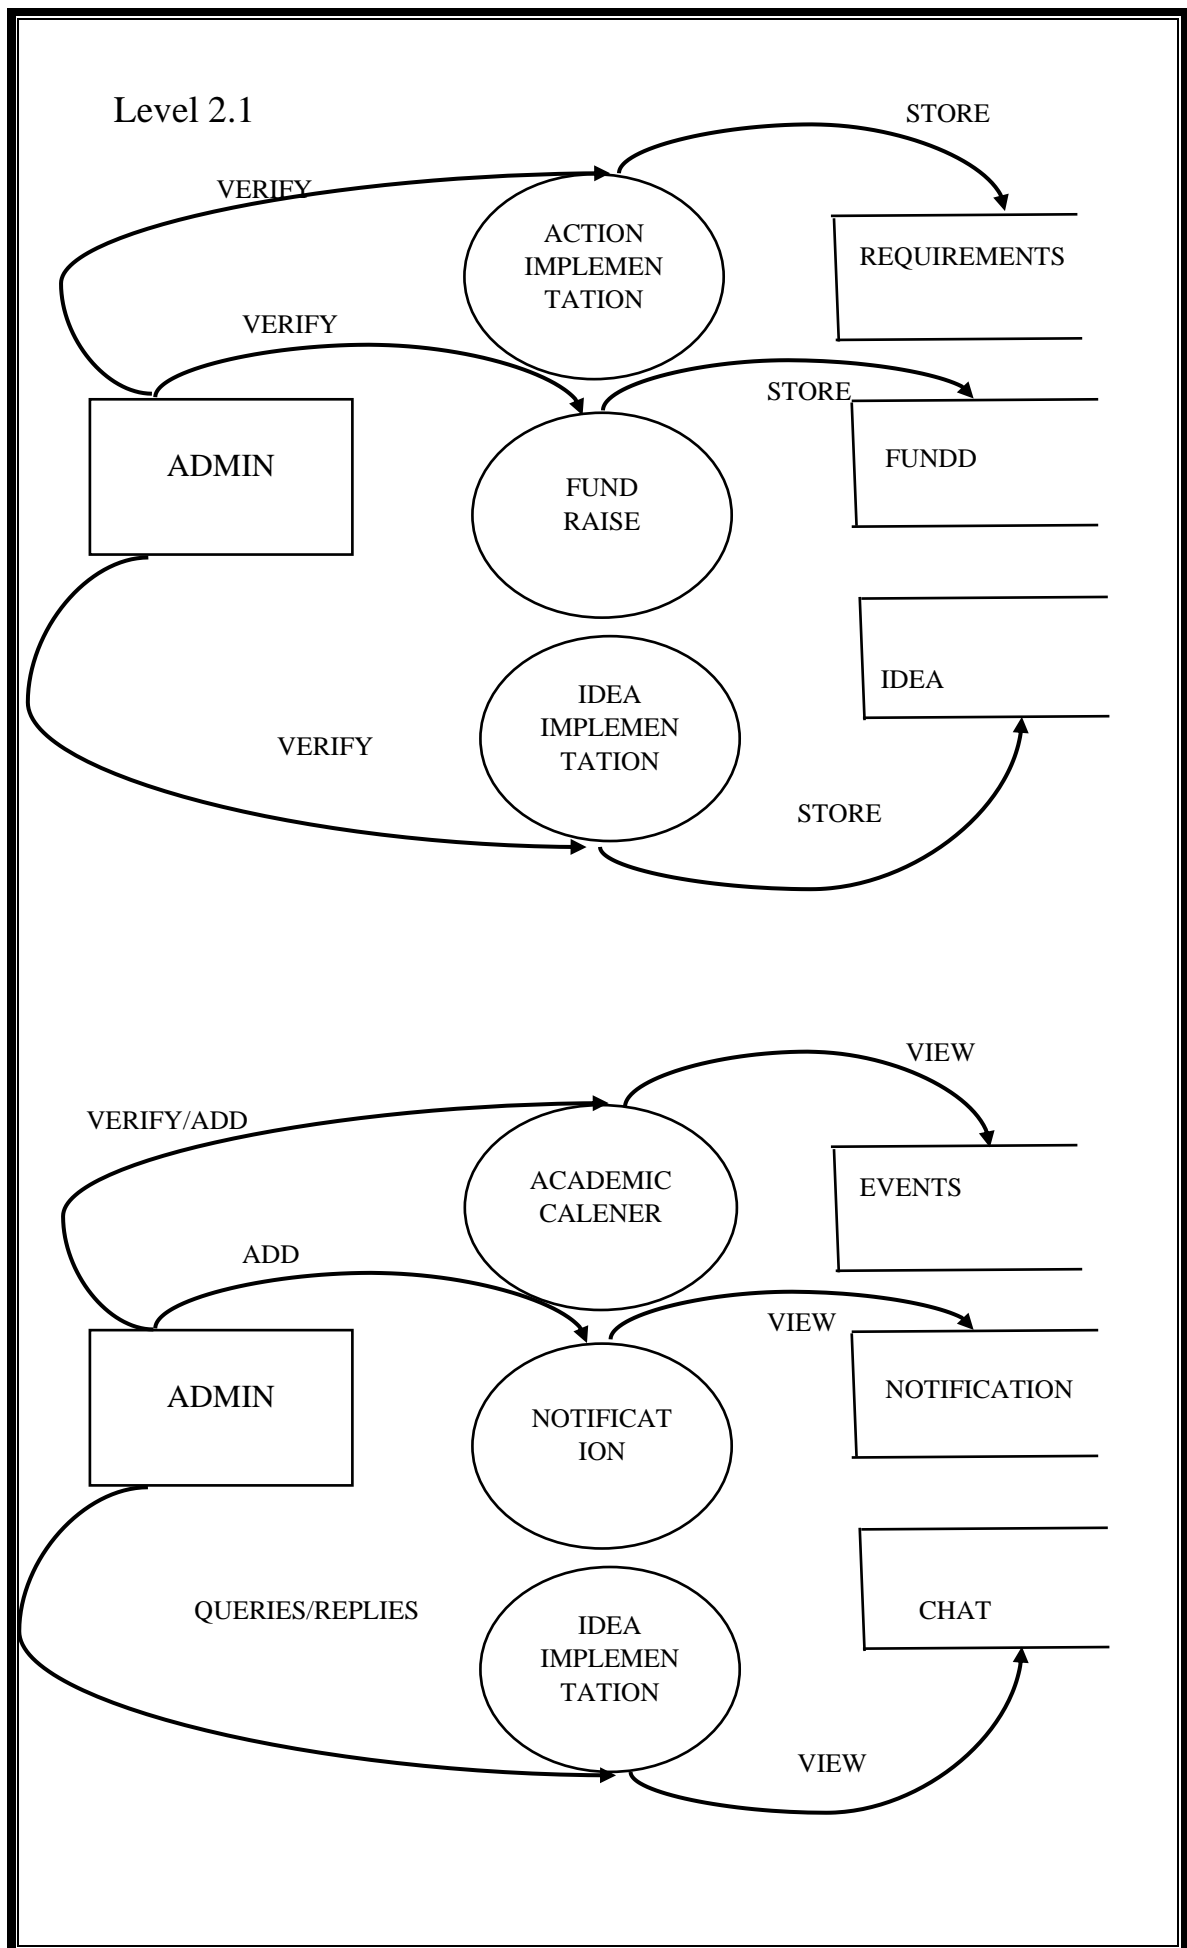 Level 2.1
STORE
VERIFY
ACTION
IMPLEMEN
TATION
REQUIREMENTS
VERIFY
STORE
ADMIN
FUND
RAISE
FUNDD
IDEA
IMPLEMEN
TATION
IDEA
VERIFY
STORE
VIEW
VERIFY/ADD
ACADEMIC
CALENER
EVENTS
ADD
VIEW
ADMIN
NOTIFICAT
ION
NOTIFICATION
QUERIES/REPLIES
IDEA
IMPLEMEN
TATION
CHAT
VIEW